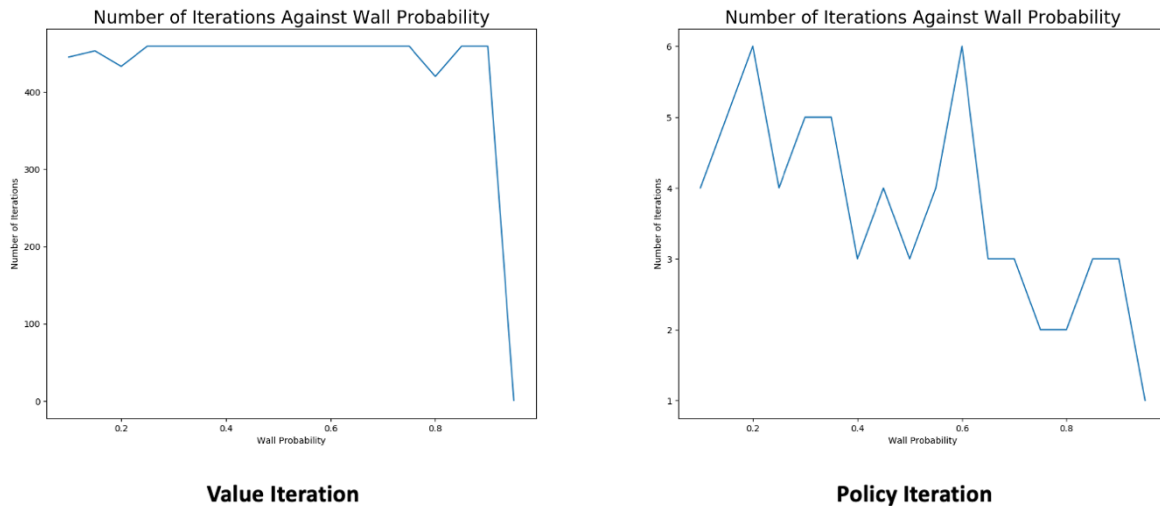 Number of Iterations Against Wall Probability
Number of Iterations
400
300
200
100
0
0.2 0.4 0.6 0.8
Wall Probability
Value Iteration
Number of Iterations Against Wall Probability
Number of Iterations
6
5
4
3
2
1
0.2 0.4 0.6 0.8
Wall Probability
Policy Iteration